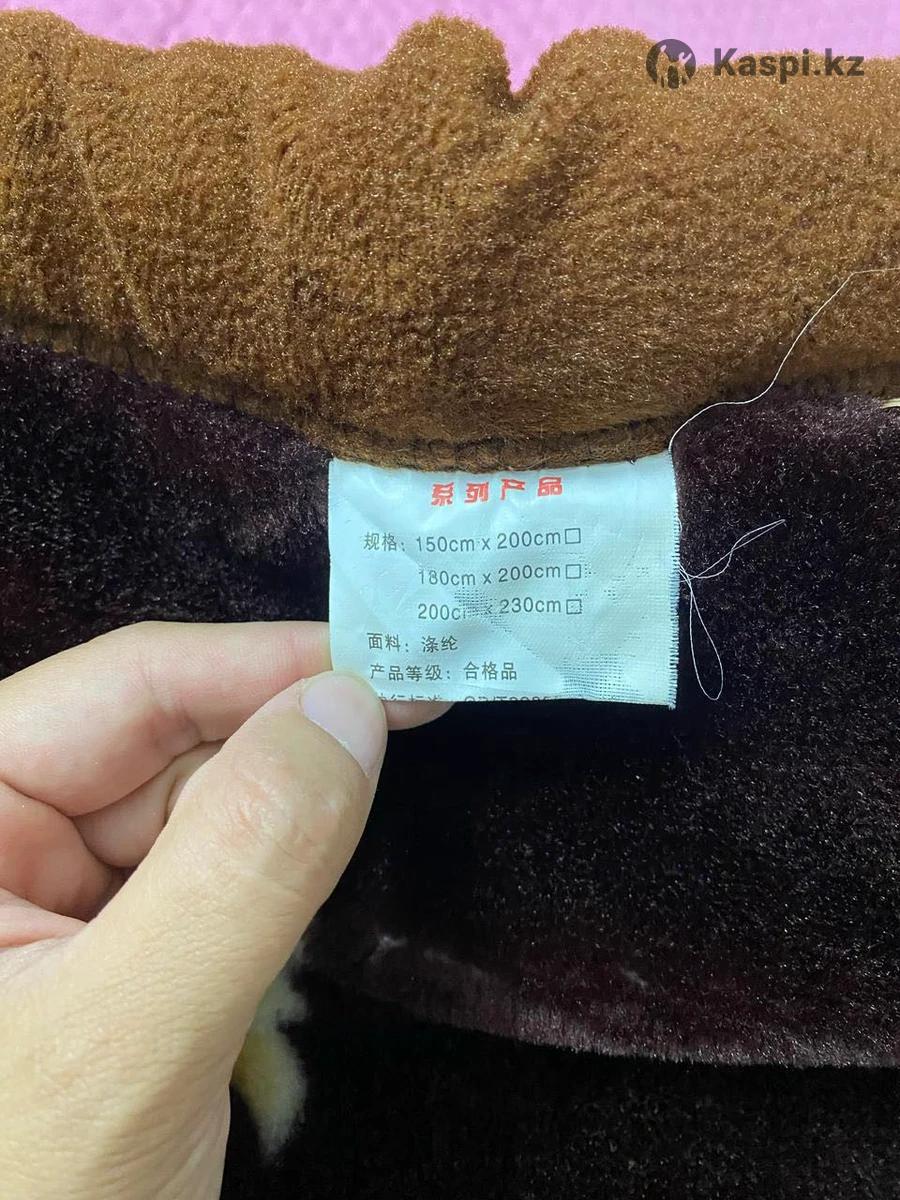 Kaspi.kz
系列产品
规格: 150cm x 200cm□
180cm x 200cm□
x 230cm□
面料: 涤纶
产品等级: 合格品